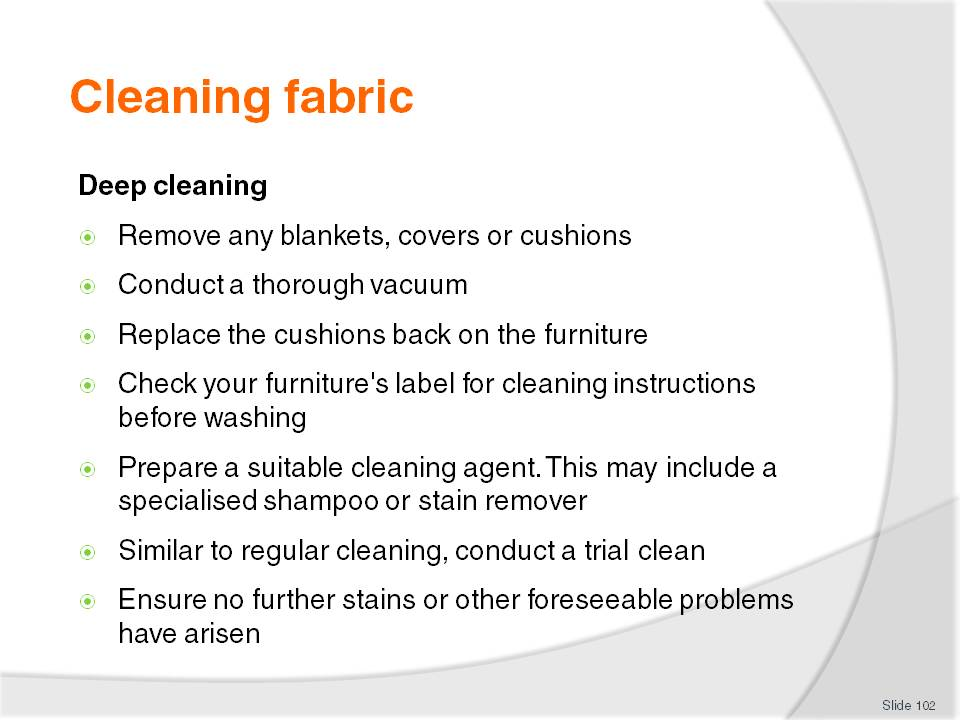 Cleaning fabric
Deep cleaning
Remove any blankets, covers or cushions
Conduct a thorough vacuum
Replace the cushions back on the furniture
Check your furniture's label for cleaning instructions
before washing
Prepare a suitable cleaning agent. This may include a
specialised shampoo or stain remover
Similar to regular cleaning, conduct a trial clean
Ensure no further stains or other foreseeable problems
have arisen
Slide 102